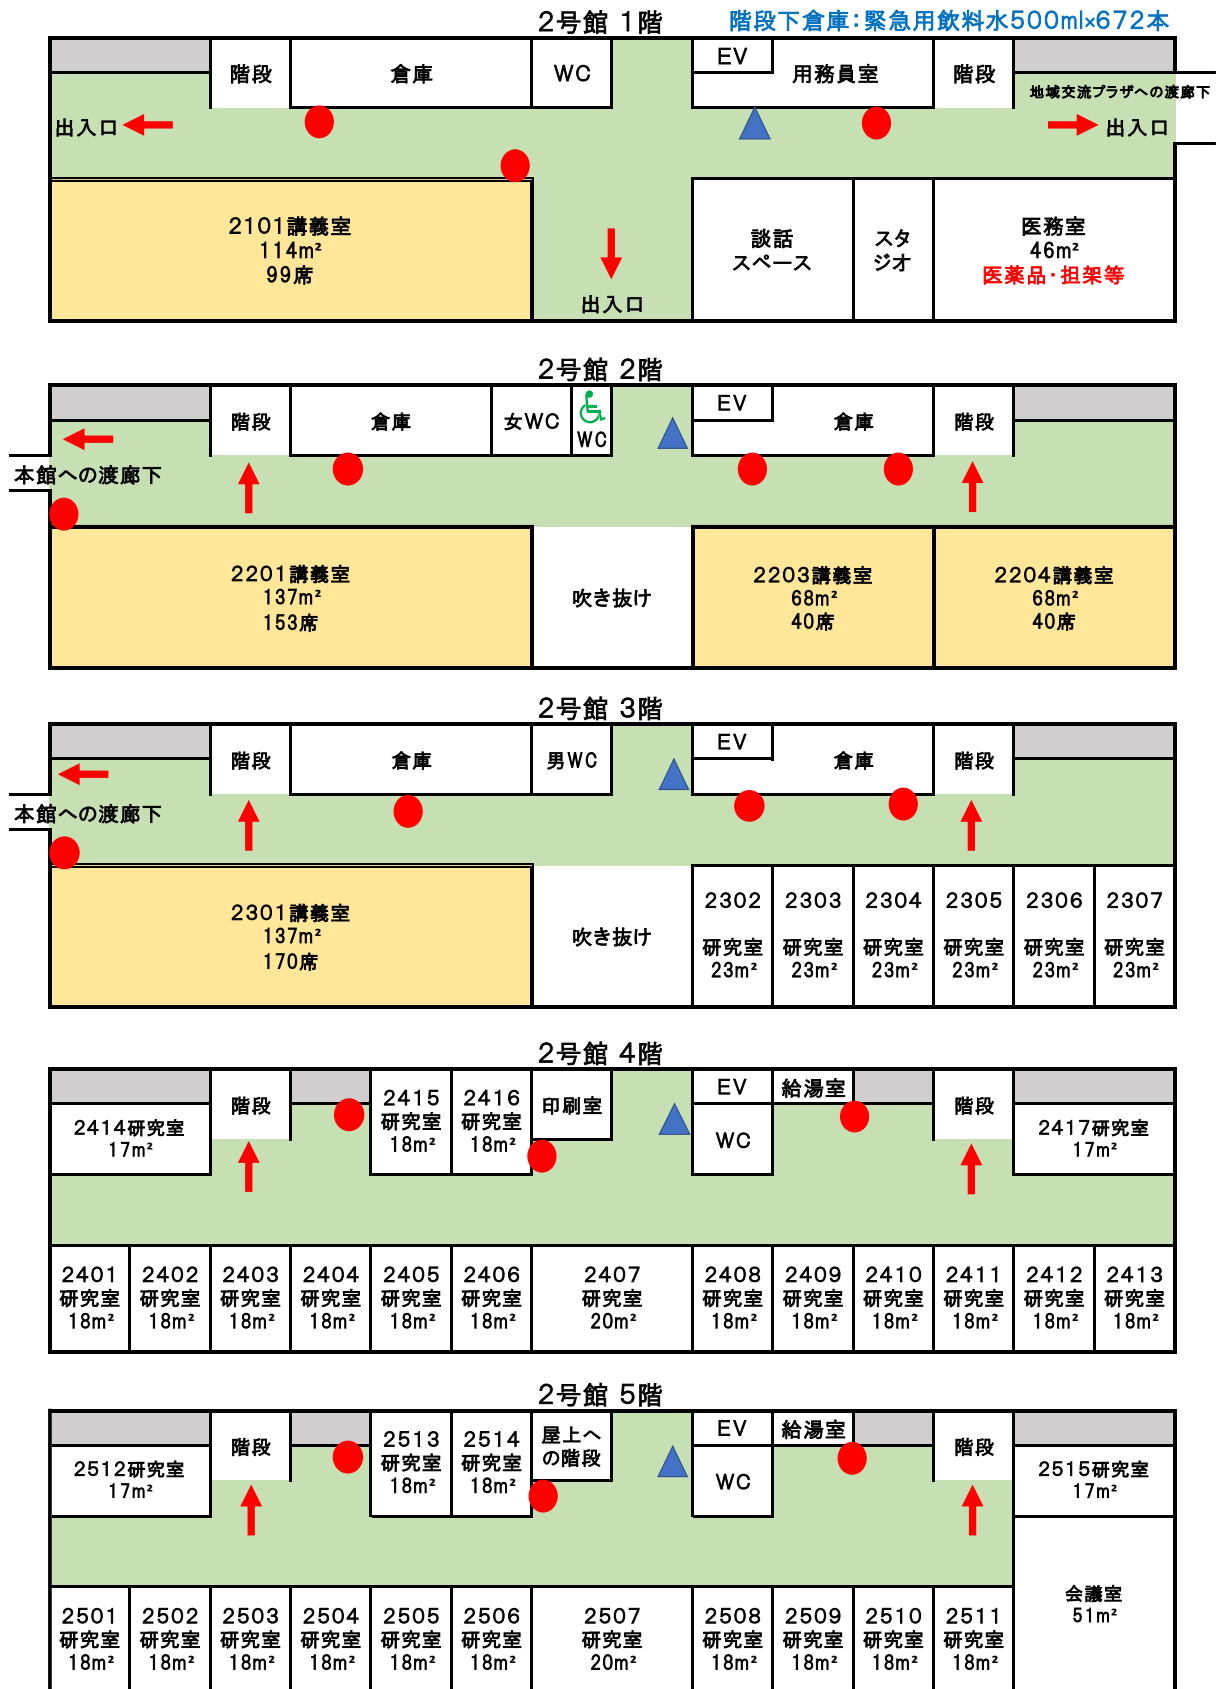 2号館 1階
階段下倉庫：緊急用飲料水500ml×672本
階段
倉庫
WC
EV
用務員室
階段
地域交流プラザへの渡廊下
出入口
出入口
2101講義室
114m²
99席
出入口
談話
スペース
スタ
ジオ
医務室
46m²
医薬品・担架等
2号館 2階
階段
倉庫
女WC
WC
EV
倉庫
階段
本館への渡廊下
2201講義室
137m²
153席
吹き抜け
2203講義室
68m²
40席
2204講義室
68m²
40席
2号館 3階
階段
倉庫
男WC
EV
倉庫
階段
本館への渡廊下
2301講義室
137m²
170席
吹き抜け
2302
研究室
23m²
2303
研究室
23m²
2304
研究室
23m²
2305
研究室
23m²
2306
研究室
23m²
2307
研究室
23m²
2号館 4階
2414研究室
17m²
階段
2415
研究室
18m²
2416
研究室
18m²
印刷室
EV
WC
給湯室
階段
2417研究室
17m²
2401
研究室
18m²
2402
研究室
18m²
2403
研究室
18m²
2404
研究室
18m²
2405
研究室
18m²
2406
研究室
18m²
2407
研究室
20m²
2408
研究室
18m²
2409
研究室
18m²
2410
研究室
18m²
2411
研究室
18m²
2412
研究室
18m²
2413
研究室
18m²
2号館 5階
2512研究室
17m²
階段
2513
研究室
18m²
2514
研究室
18m²
屋上へ
の階段
EV
WC
給湯室
階段
2515研究室
17m²
会議室
51m²
2501
研究室
18m²
2502
研究室
18m²
2503
研究室
18m²
2504
研究室
18m²
2505
研究室
18m²
2506
研究室
18m²
2507
研究室
20m²
2508
研究室
18m²
2509
研究室
18m²
2510
研究室
18m²
2511
研究室
18m²